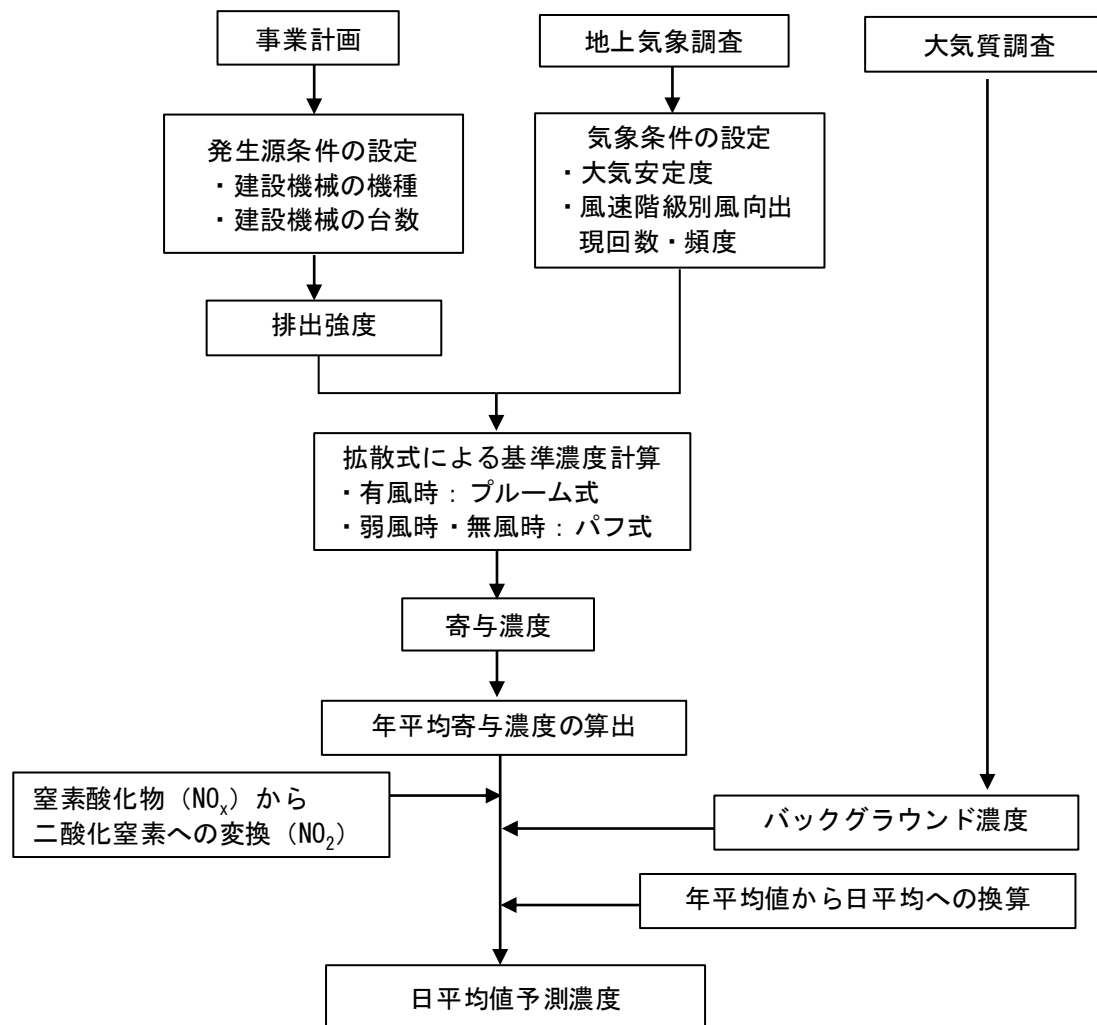 事業計画
地上気象調査
大気質調査
発生源条件の設定
・建設機械の機種
・建設機械の台数
気象条件の設定
・大気安定度
・風速階級別風向出
現回数・頻度
排出強度
拡散式による基準濃度計算
・有風時：プルーム式
・弱風時・無風時：パフ式
寄与濃度
年平均寄与濃度の算出
窒素酸化物（NOx）から
二酸化窒素への変換（NO2）
バックグラウンド濃度
年平均値から日平均への換算
日平均値予測濃度